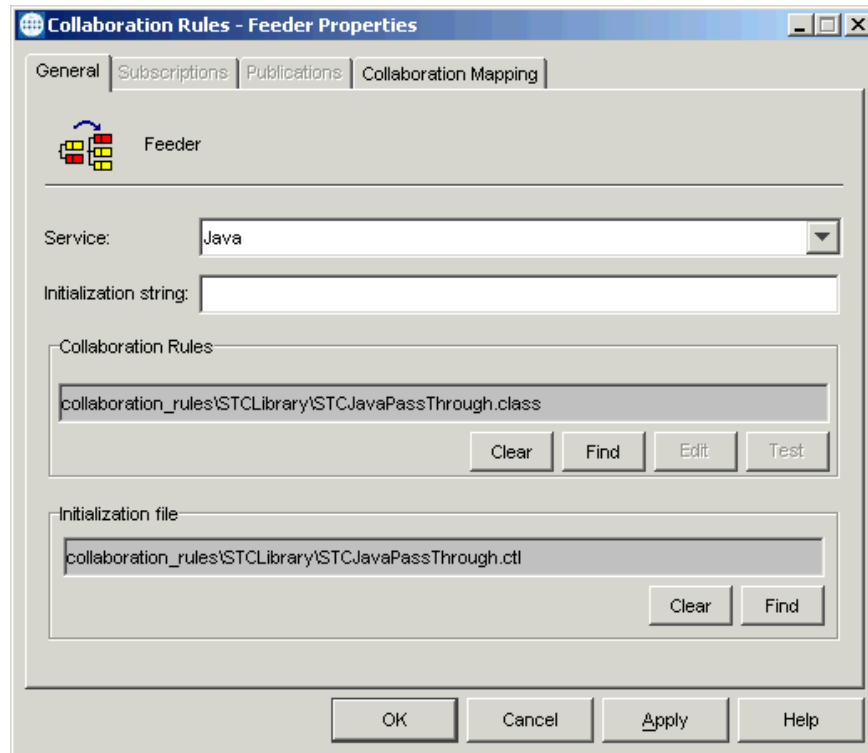 Collaboration Rules - Feeder Properties
General Subscriptions Publications Collaboration Mapping
Feeder
Service: Java
Initialization string:
Collaboration Rules
collaboration_rules\STCLibrary\STCJavaPassThrough.class
Clear Find Edit Test
Initialization file
collaboration_rules\STCLibrary\STCJavaPassThrough.ctl
Clear Find
OK Cancel Apply Help